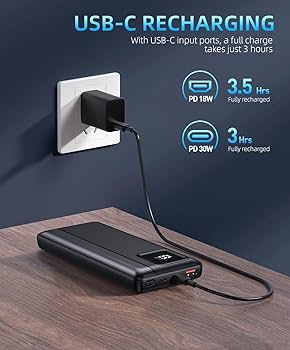 USB-C RECHARGING
With USB-C input ports, a full charge
takes just 3 hours
PD 18W
3.5 Hrs
Fully recharged
PD 30W
3 Hrs
Fully recharged